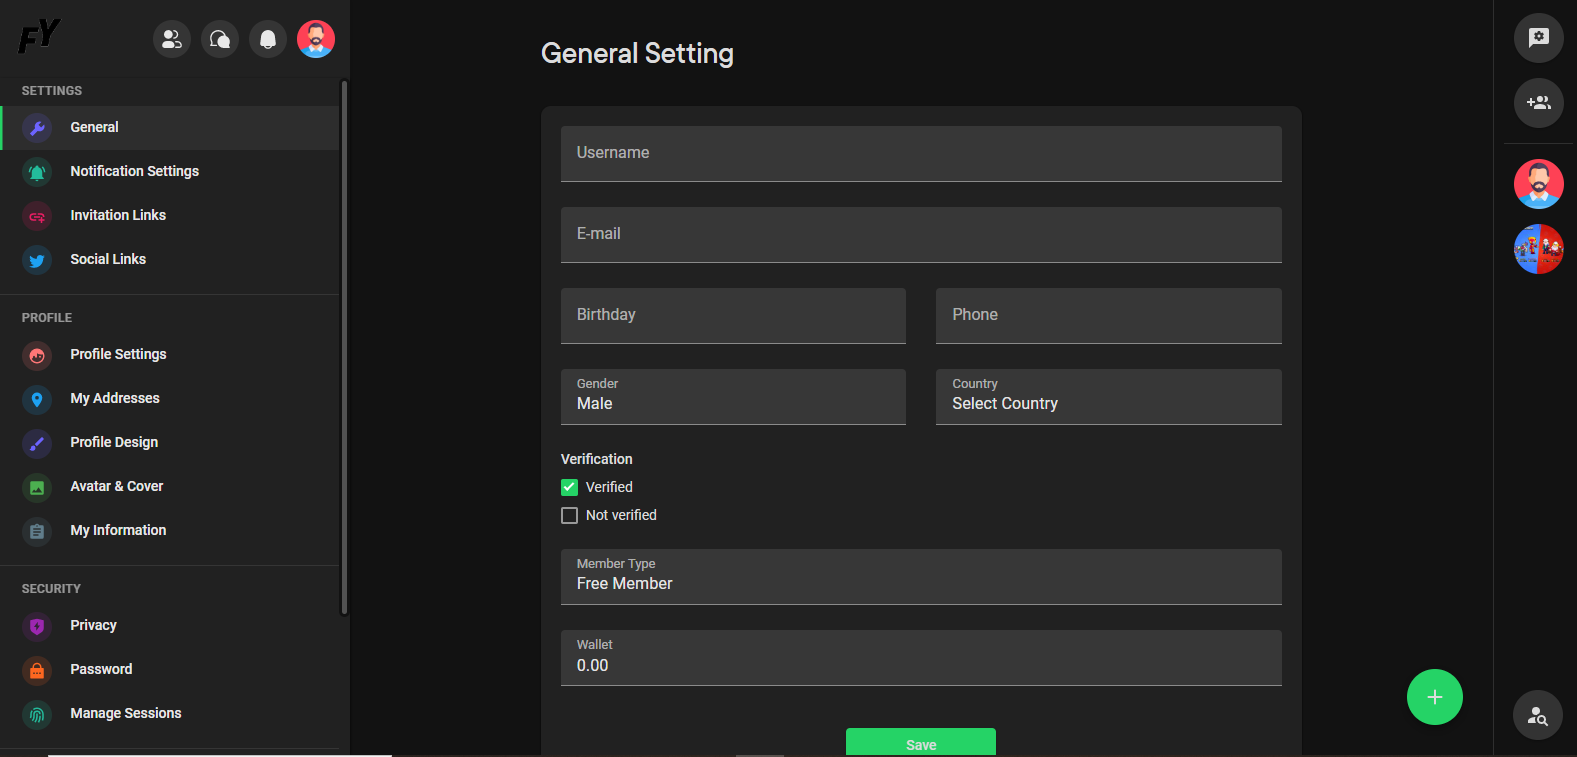 FY
SETTINGS
General
Notification Settings
Invitation Links
Social Links
PROFILE
Profile Settings
My Addresses
Profile Design
Avatar & Cover
My Information
SECURITY
Privacy
Password
Manage Sessions
General Setting
Username
E-mail
Birthday
Phone
Gender
Male
Country
Select Country
Verification
Verified
Not verified
Member Type
Free Member
Wallet
0.00
Save